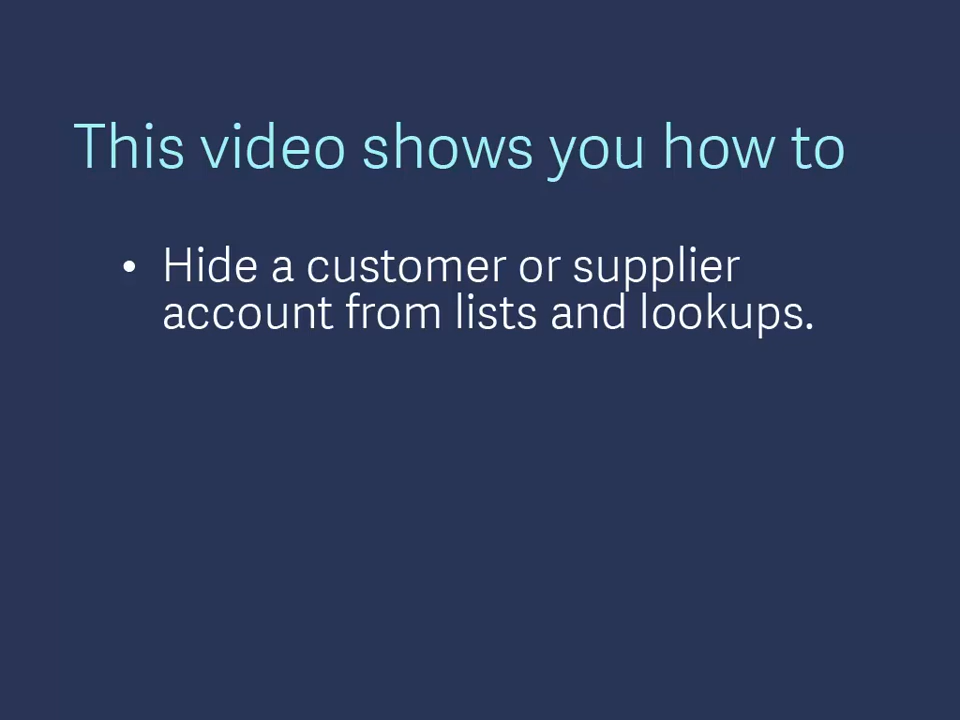 This video shows you how to
• Hide a customer or supplier
account from lists and lookups.